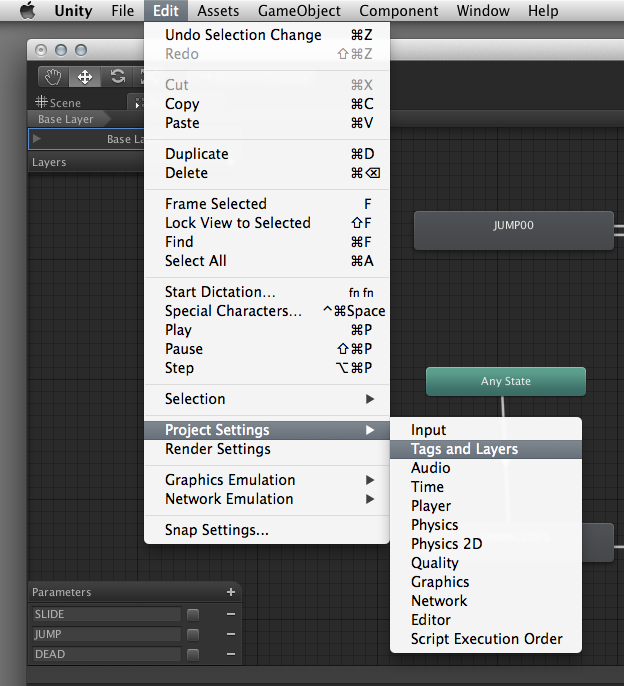 Unity File Edit Assets GameObject Component Window Help
Undo Selection Change ⌘Z
Redo ⇧⌘Z
Cut ⌘X
Copy ⌘C
Paste ⌘V
Duplicate ⌘D
Delete ⌘⌫
Frame Selected F
Lock View to Selected ⇧F
Find ⌘F
Select All ⌘A
Start Dictation... fn fn
Special Characters... ^⌘Space
Play ⌘P
Pause ⇧⌘P
Step ⌥⌘P
Selection
Project Settings
Render Settings
Graphics Emulation
Network Emulation
Snap Settings...
Input
Tags and Layers
Audio
Time
Player
Physics
Physics 2D
Quality
Graphics
Network
Editor
Script Execution Order
Scene
Base Layer
Base La
Layers
JUMP00
Any State
Parameters +
SLIDE −
JUMP −
DEAD −